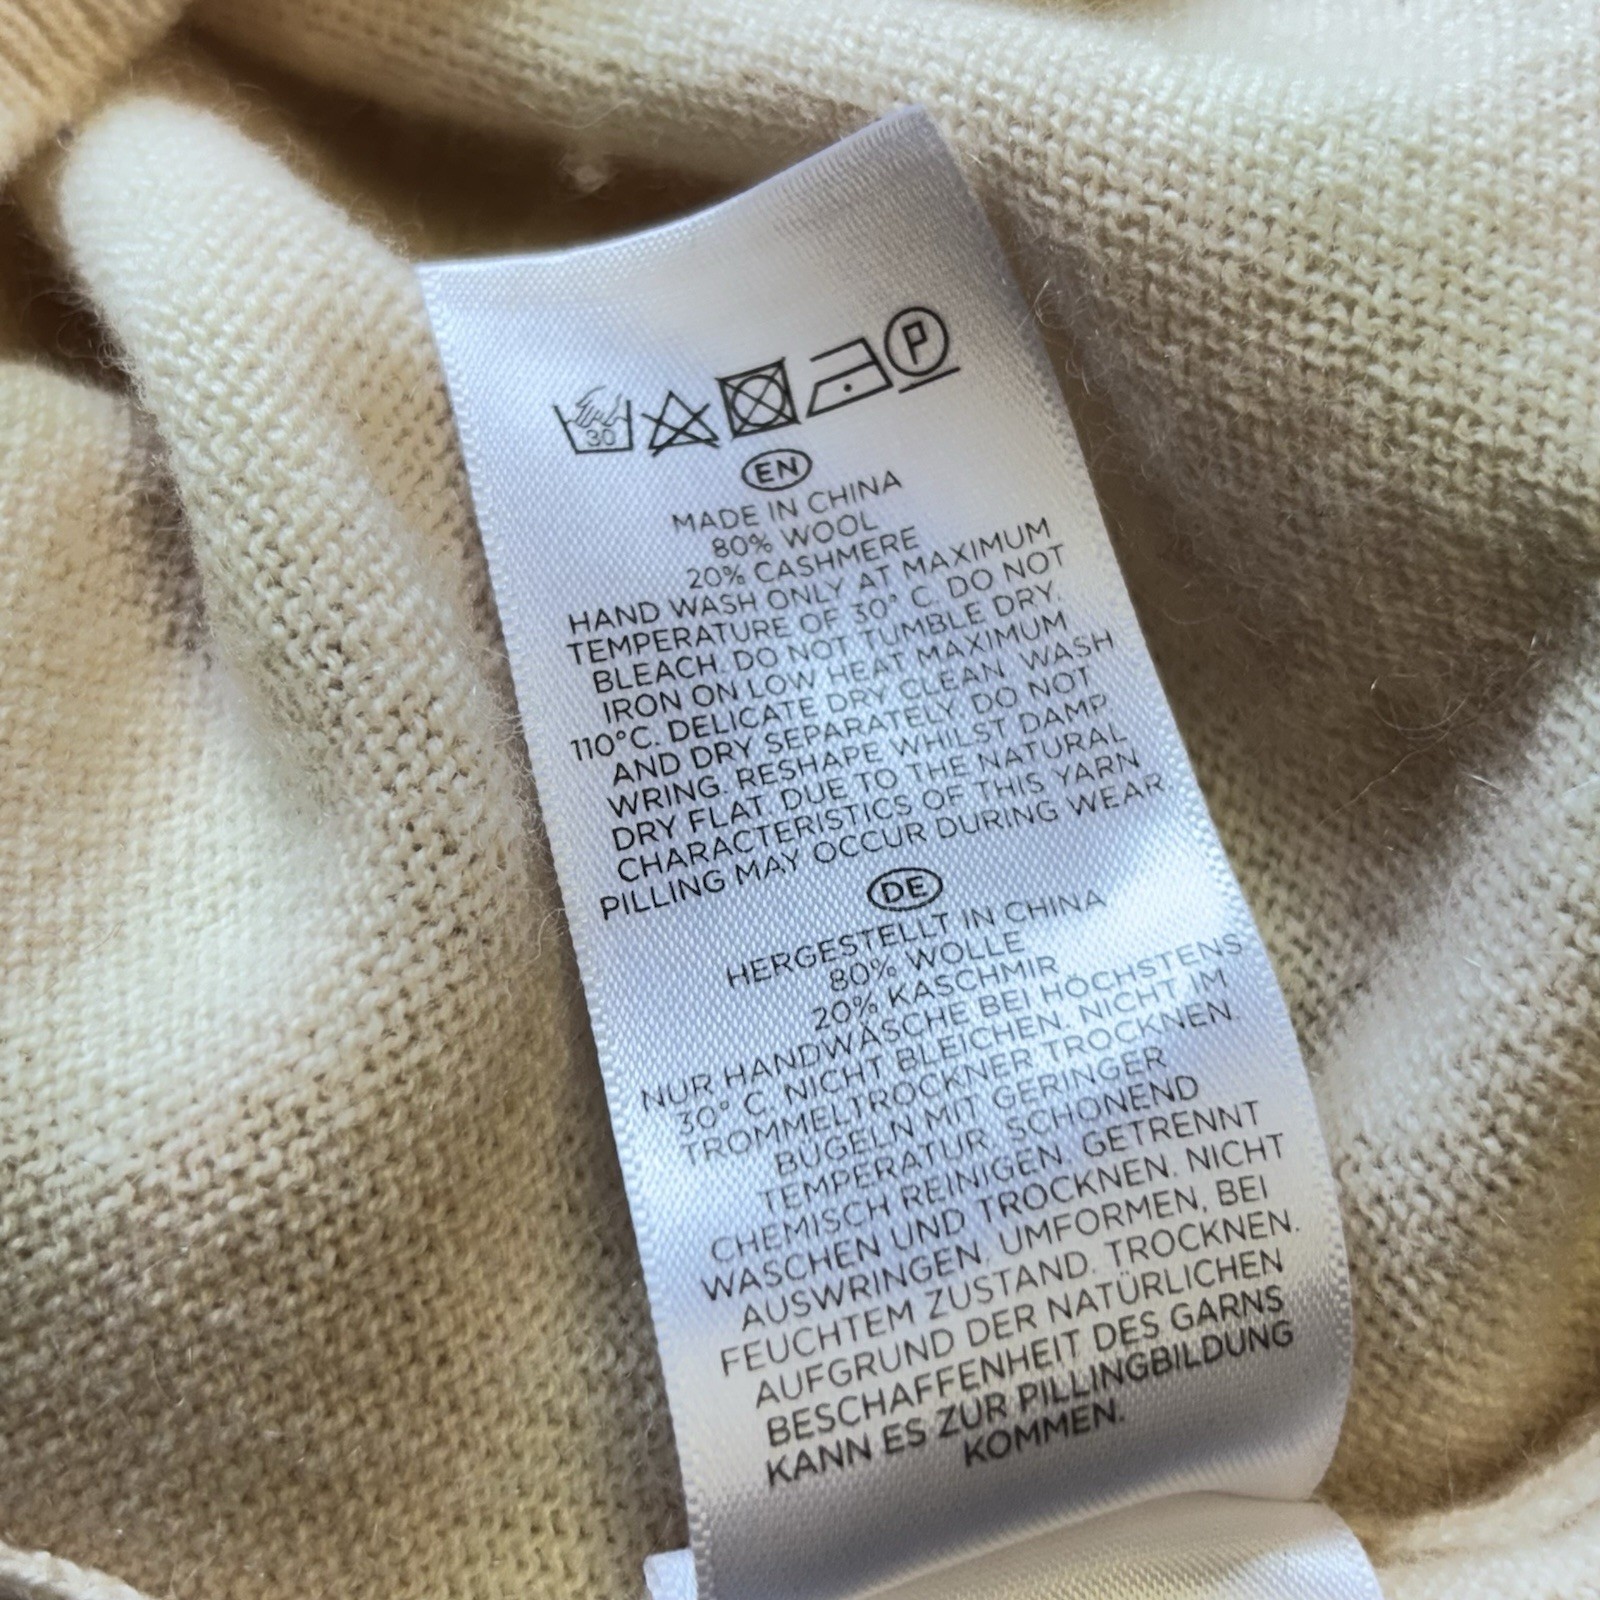 30°
P
EN
MADE IN CHINA
80% WOOL
20% CASHMERE
HAND WASH ONLY AT MAXIMUM
TEMPERATURE OF 30° C. DO NOT
BLEACH. DO NOT TUMBLE DRY.
IRON ON LOW HEAT MAXIMUM
110°C. DELICATE DRY CLEAN. WASH
AND DRY SEPARATELY. DO NOT
WRING. RESHAPE WHILST DAMP.
DRY FLAT DUE TO THE NATURAL
CHARACTERISTICS OF THIS YARN
PILLING MAY OCCUR DURING WEAR
DE
HERGESTELLT IN CHINA
80% WOLLE
20% KASCHMIR
NUR HANDWÄSCHE BEI HÖCHSTENS
30° C. NICHT BLEICHEN. NICHT IM
TROMMELTROCKNER TROCKNEN.
BÜGELN MIT GERINGER
TEMPERATUR. SCHONEND
CHEMISCH REINIGEN. GETRENNT
WASCHEN UND TROCKNEN. NICHT
AUSWRINGEN. UMFORMEN, BEI
FEUCHTEM ZUSTAND. TROCKNEN.
AUFGRUND DER NATÜRLICHEN
BESCHAFFENHEIT DES GARNS
KANN ES ZUR PILLINGBILDUNG
KOMMEN.